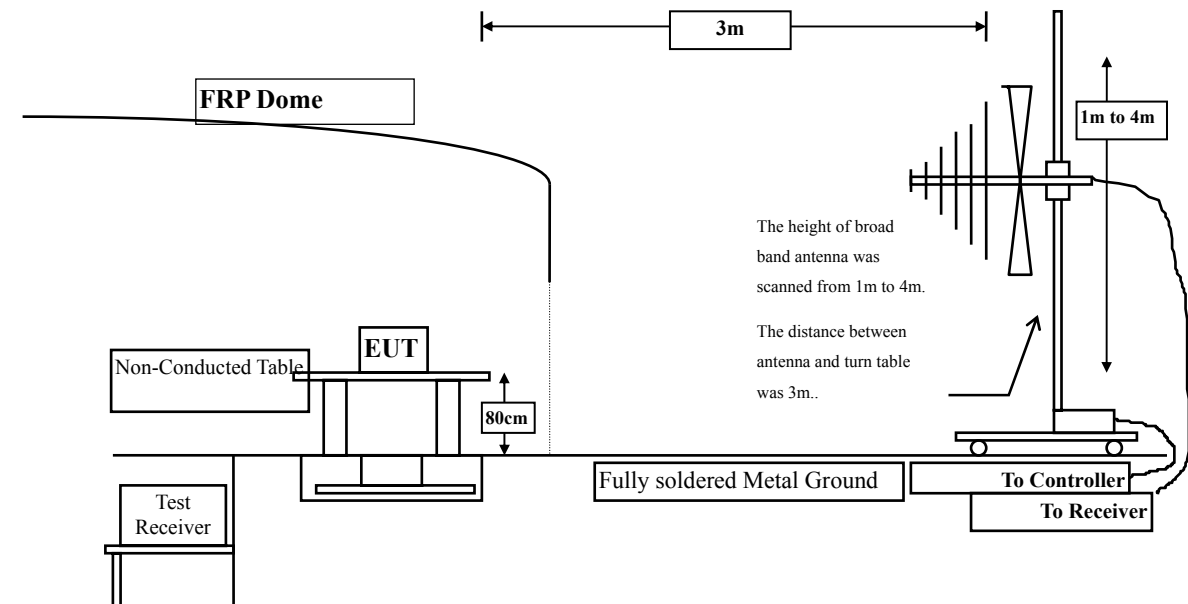 3m
FRP Dome
1m to 4m
The height of broad
band antenna was
scanned from 1m to 4m.
The distance between
antenna and turn table
was 3m..
EUT
Non-Conducted Table
80cm
Fully soldered Metal Ground
To Controller
To Receiver
Test
Receiver